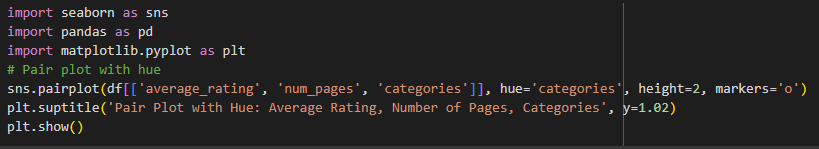 import seaborn as sns
import pandas as pd
import matplotlib.pyplot as plt
# Pair plot with hue
sns.pairplot(df[['average_rating', 'num_pages', 'categories']], hue='categories', height=2, markers='o')
plt.suptitle('Pair Plot with Hue: Average Rating, Number of Pages, Categories', y=1.02)
plt.show()